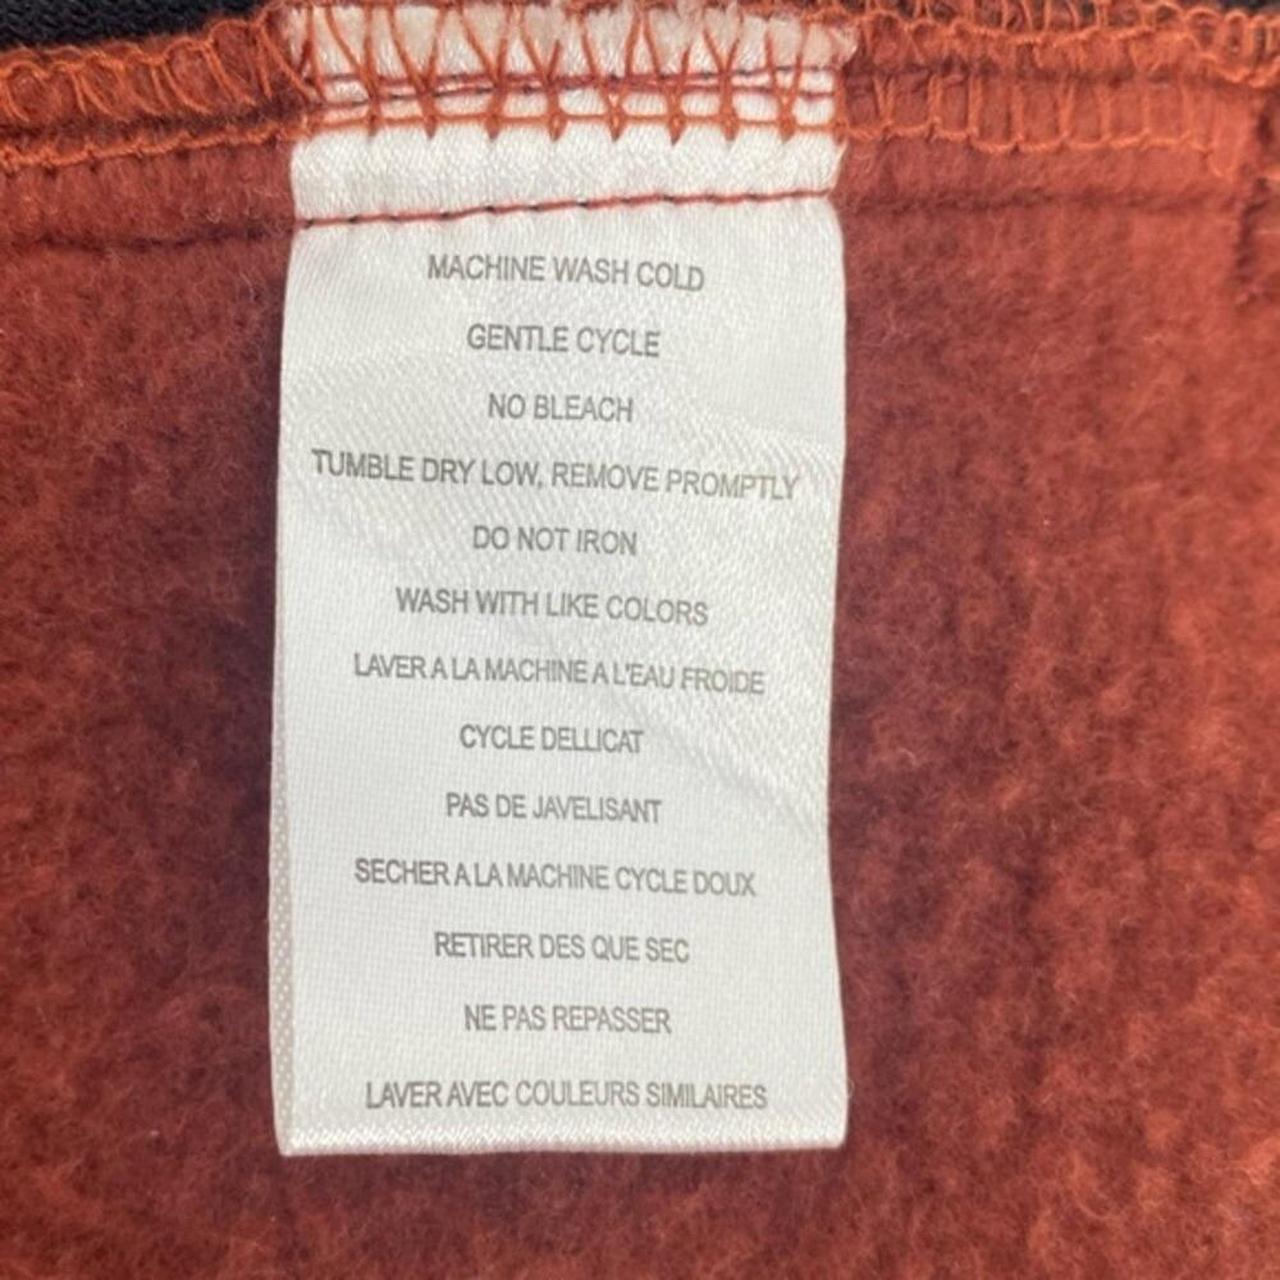 MACHINE WASH COLD
GENTLE CYCLE
NO BLEACH
TUMBLE DRY LOW, REMOVE PROMPTLY
DO NOT IRON
WASH WITH LIKE COLORS
LAVER A LA MACHINE A L'EAU FROIDE
CYCLE DELLICAT
PAS DE JAVELISANT
SECHER A LA MACHINE CYCLE DOUX
RETIRER DES QUE SEC
NE PAS REPASSER
LAVER AVEC COULEURS SIMILAIRES